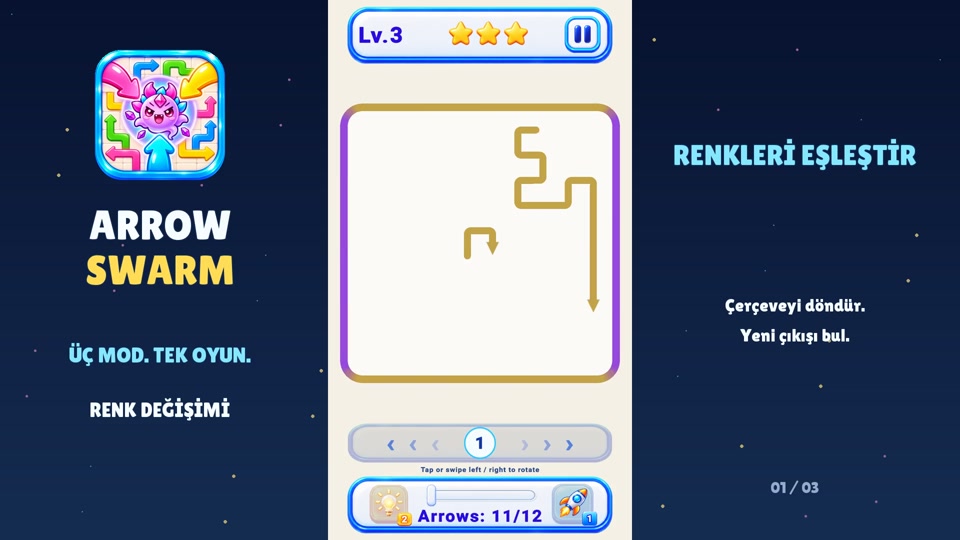 ARROW
SWARM
ÜÇ MOD. TEK OYUN.
RENK DEĞİŞİMİ
Lv.3
1
Tap or swipe left / right to rotate
2
Arrows: 11/12
1
RENKLERİ EŞLEŞTİR
Çerçeveyi döndür.
Yeni çıkışı bul.
01 / 03